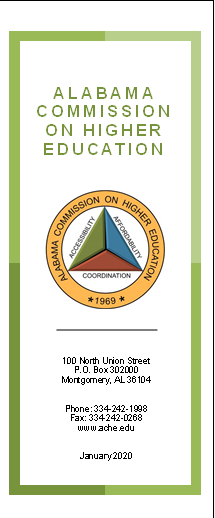 ALABAMA
COMMISSION
ON HIGHER
EDUCATION
ALABAMA COMMISSION ON HIGHER EDUCATION
ACCESSIBILITY
AFFORDABILITY
COORDINATION
★1969★
100 North Union Street
P.O. Box 302000
Montgomery, AL 36104
Phone: 334-242-1998
Fax: 334-242-0268
www.ache.edu
January 2020